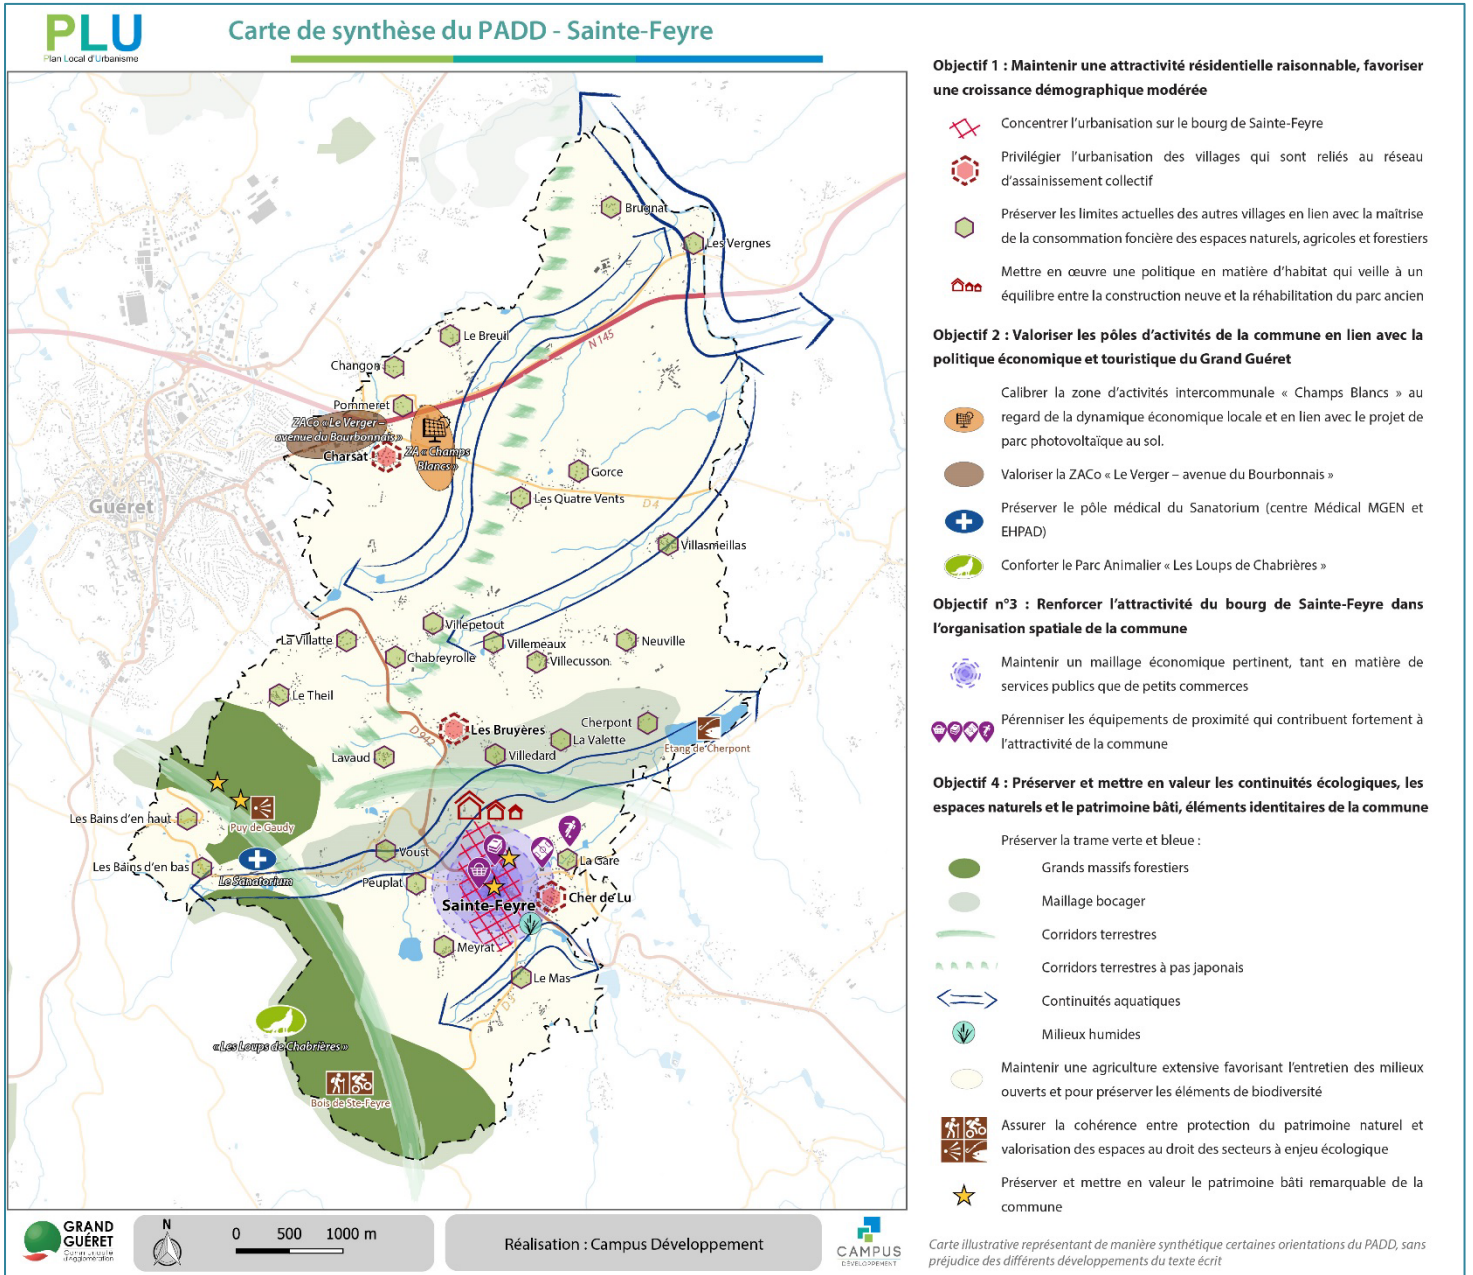 PLU
Plan Local d'Urbanisme
Carte de synthèse du PADD - Sainte-Feyre
Brugnat
Les Vergnes
Le Breuil
N 145
Changon
Pommeret
ZACo « Le Verger –
avenue du Bourbonnais »
Charsat
ZA « Champs
Blancs »
Gorce
Guéret
Les Quatre Vents
D 4
Villasmeillas
Villepetout
La Villatte
Villemeaux
Neuville
Chabreyrolle
Villecusson
Le Theil
Cherpont
Les Bruyères
La Valette
D 942
Etang de Cherpont
Lavaud
Villedard
Les Bains d'en haut
Puy de Gaudy
Voust
La Gare
Les Bains d'en bas
Le Sanatorium
Peuplat
Cher de Lu
Sainte-Feyre
Meyrat
Le Mas
D 3
« Les Loups de Chabrières »
Bois de Ste-Feyre
Objectif 1 : Maintenir une attractivité résidentielle raisonnable, favoriser
une croissance démographique modérée
Concentrer l'urbanisation sur le bourg de Sainte-Feyre
Privilégier l'urbanisation des villages qui sont reliés au réseau
d'assainissement collectif
Préserver les limites actuelles des autres villages en lien avec la maîtrise
de la consommation foncière des espaces naturels, agricoles et forestiers
Mettre en œuvre une politique en matière d'habitat qui veille à un
équilibre entre la construction neuve et la réhabilitation du parc ancien
Objectif 2 : Valoriser les pôles d'activités de la commune en lien avec la
politique économique et touristique du Grand Guéret
Calibrer la zone d'activités intercommunale « Champs Blancs » au
regard de la dynamique économique locale et en lien avec le projet de
parc photovoltaïque au sol.
Valoriser la ZACo « Le Verger – avenue du Bourbonnais »
Préserver le pôle médical du Sanatorium (centre Médical MGEN et
EHPAD)
Conforter le Parc Animalier « Les Loups de Chabrières »
Objectif n°3 : Renforcer l'attractivité du bourg de Sainte-Feyre dans
l'organisation spatiale de la commune
Maintenir un maillage économique pertinent, tant en matière de
services publics que de petits commerces
Pérenniser les équipements de proximité qui contribuent fortement à
l'attractivité de la commune
Objectif 4 : Préserver et mettre en valeur les continuités écologiques, les
espaces naturels et le patrimoine bâti, éléments identitaires de la commune
Préserver la trame verte et bleue :
Grands massifs forestiers
Maillage bocager
Corridors terrestres
Corridors terrestres à pas japonais
Continuités aquatiques
Milieux humides
Maintenir une agriculture extensive favorisant l'entretien des milieux
ouverts et pour préserver les éléments de biodiversité
Assurer la cohérence entre protection du patrimoine naturel et
valorisation des espaces au droit des secteurs à enjeu écologique
Préserver et mettre en valeur le patrimoine bâti remarquable de la
commune
GRAND
GUÉRET
Communauté
d'Agglomération
N
0 500 1000 m
Réalisation : Campus Développement
CAMPUS
DÉVELOPPEMENT
Carte illustrative représentant de manière synthétique certaines orientations du PADD, sans
préjudice des différents développements du texte écrit